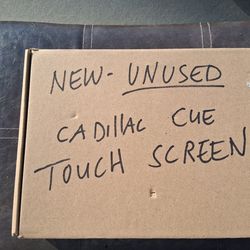 NEW- UNUSED
CADILLAC CUE
TOUCH SCREEN